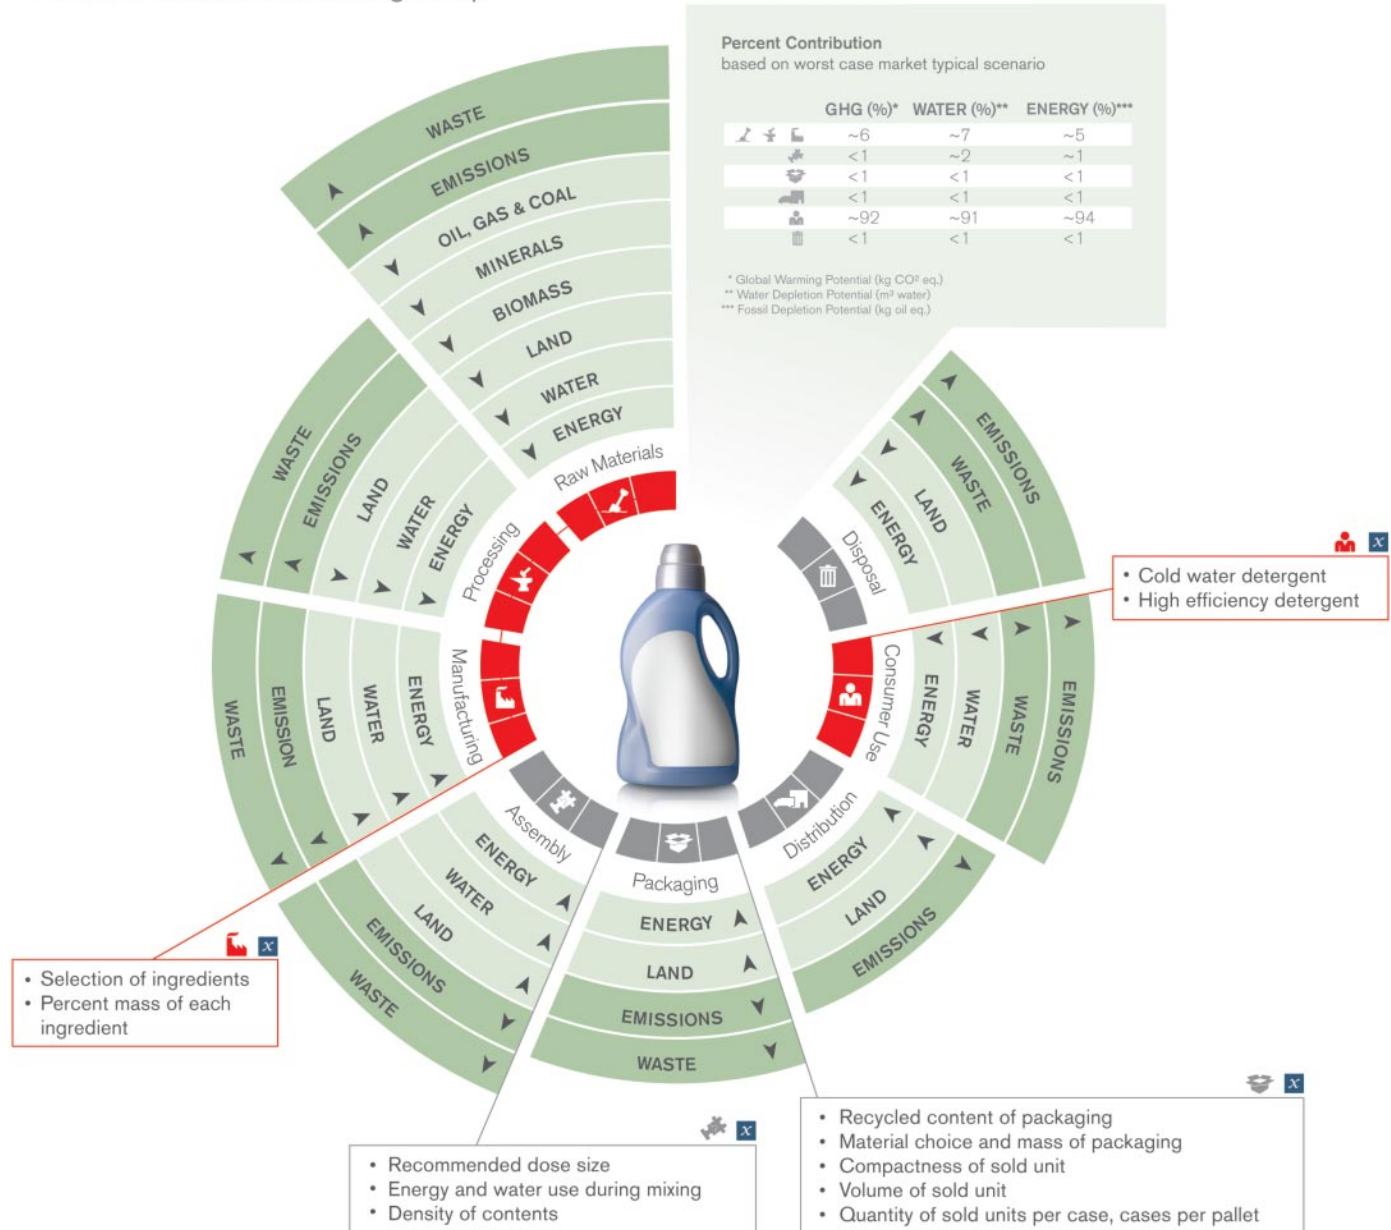 Percent Contribution
based on worst case market typical scenario
GHG (%)* WATER (%)** ENERGY (%)***
~6 ~7 ~5
<1 ~2 ~1
<1 <1 <1
<1 <1 <1
~92 ~91 ~94
<1 <1 <1
* Global Warming Potential (kg CO² eq.)
** Water Depletion Potential (m³ water)
*** Fossil Depletion Potential (kg oil eq.)
WASTE
EMISSIONS
OIL, GAS & COAL
MINERALS
BIOMASS
LAND
WATER
ENERGY
Raw Materials
WASTE
EMISSIONS
LAND
WATER
ENERGY
Processing
WASTE
EMISSION
LAND
WATER
ENERGY
Manufacturing
ENERGY
WATER
LAND
EMISSIONS
WASTE
Assembly
Packaging
ENERGY
LAND
EMISSIONS
WASTE
Distribution
ENERGY
LAND
EMISSIONS
Consumer Use
ENERGY
WATER
WASTE
EMISSIONS
Disposal
ENERGY
LAND
WASTE
EMISSIONS
x
• Cold water detergent
• High efficiency detergent
x
• Selection of ingredients
• Percent mass of each
ingredient
x
• Recommended dose size
• Energy and water use during mixing
• Density of contents
x
• Recycled content of packaging
• Material choice and mass of packaging
• Compactness of sold unit
• Volume of sold unit
• Quantity of sold units per case, cases per pallet